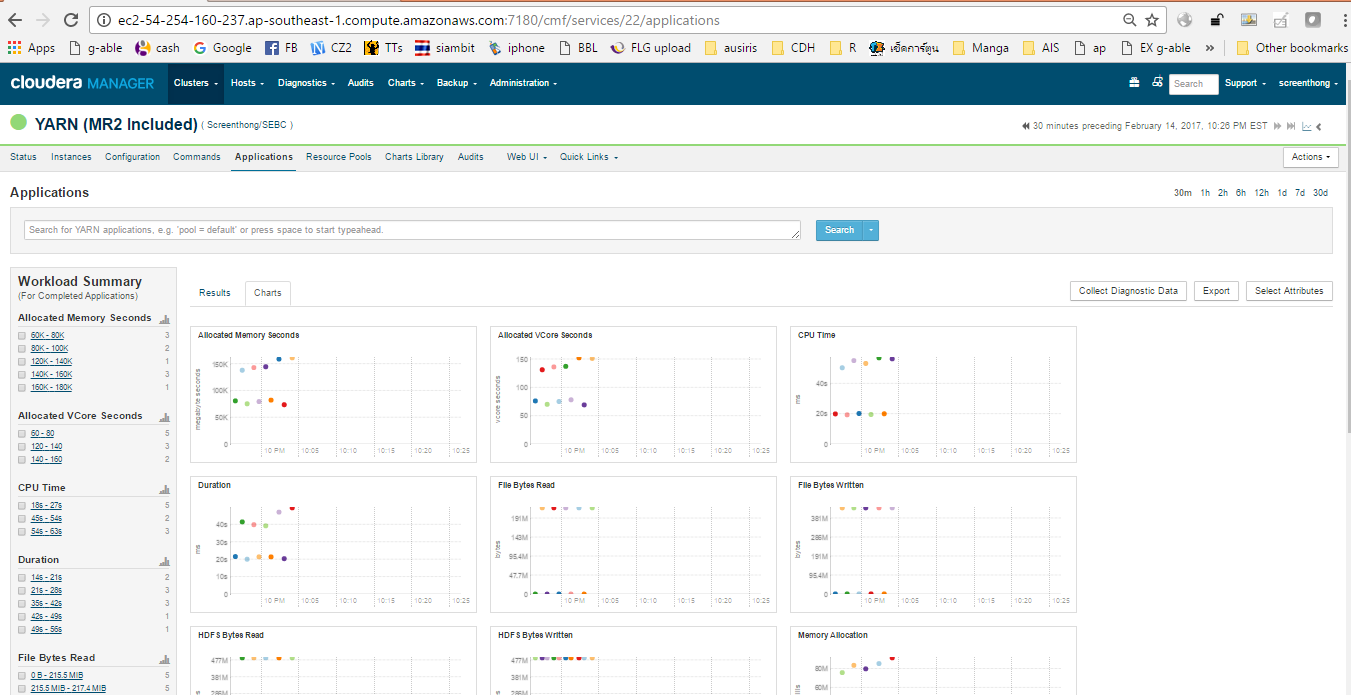 ec2-54-254-160-237.ap-southeast-1.compute.amazonaws.com:7180/cmf/services/22/applications
Apps g-able cash Google FB CZ2 TTs siambit iphone BBL FLG upload ausiris CDH R เซ็ดการ์ตูน Manga AIS ap EX g-able » Other bookmarks
cloudera MANAGER Clusters Hosts Diagnostics Audits Charts Backup Administration Search Support screenthong
YARN (MR2 Included) ( Screenthong/SEBC ) 30 minutes preceding February 14, 2017, 10:26 PM EST
Status Instances Configuration Commands Applications Resource Pools Charts Library Audits Web UI Quick Links Actions
Applications 30m 1h 2h 6h 12h 1d 7d 30d
Search for YARN applications, e.g. 'pool = default' or press space to start typeahead. Search
Workload Summary
(For Completed Applications)
Allocated Memory Seconds
60K - 80K 3
80K - 100K 2
120K - 140K 1
140K - 160K 3
160K - 180K 1
Allocated VCore Seconds
60 - 80 5
120 - 140 3
140 - 160 2
CPU Time
18s - 27s 5
45s - 54s 2
54s - 63s 3
Duration
14s - 21s 2
21s - 28s 3
35s - 42s 3
42s - 49s 1
49s - 56s 1
File Bytes Read
0 B - 215.5 MiB 5
215.5 MiB - 217.4 MiB 5
Results Charts Collect Diagnostic Data Export Select Attributes
Allocated Memory Seconds
megabyte seconds
150K
100K
50K
0
10 PM 10:05 10:10 10:15 10:20 10:25
Allocated VCore Seconds
vcore seconds
150
100
50
0
10 PM 10:05 10:10 10:15 10:20 10:25
CPU Time
ms
40s
20s
0
10 PM 10:05 10:10 10:15 10:20 10:25
Duration
ms
40s
30s
20s
10s
0
10 PM 10:05 10:10 10:15 10:20 10:25
File Bytes Read
bytes
191M
143M
95.4M
47.7M
0
10 PM 10:05 10:10 10:15 10:20 10:25
File Bytes Written
bytes
381M
286M
191M
95.4M
0
10 PM 10:05 10:10 10:15 10:20 10:25
HDFS Bytes Read
477M
381M
286M
HDFS Bytes Written
477M
381M
286M
Memory Allocation
80M
60M